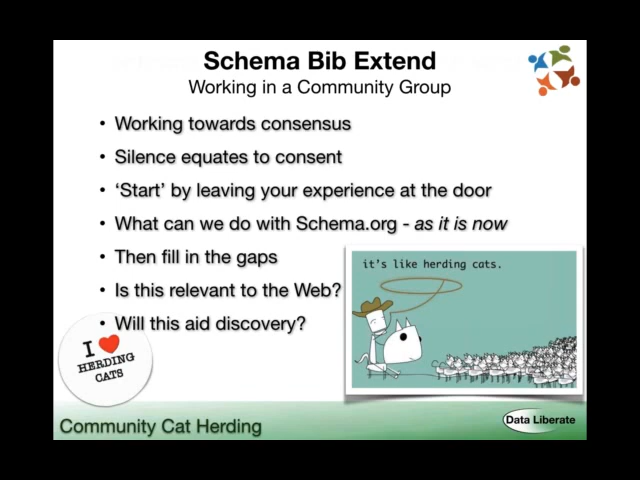 Schema Bib Extend
Working in a Community Group
• Working towards consensus
• Silence equates to consent
• ‘Start’ by leaving your experience at the door
• What can we do with Schema.org - as it is now
• Then fill in the gaps
• Is this relevant to the Web?
• Will this aid discovery?
it's like herding cats.
I ❤ HERDING CATS
Community Cat Herding
Data Liberate